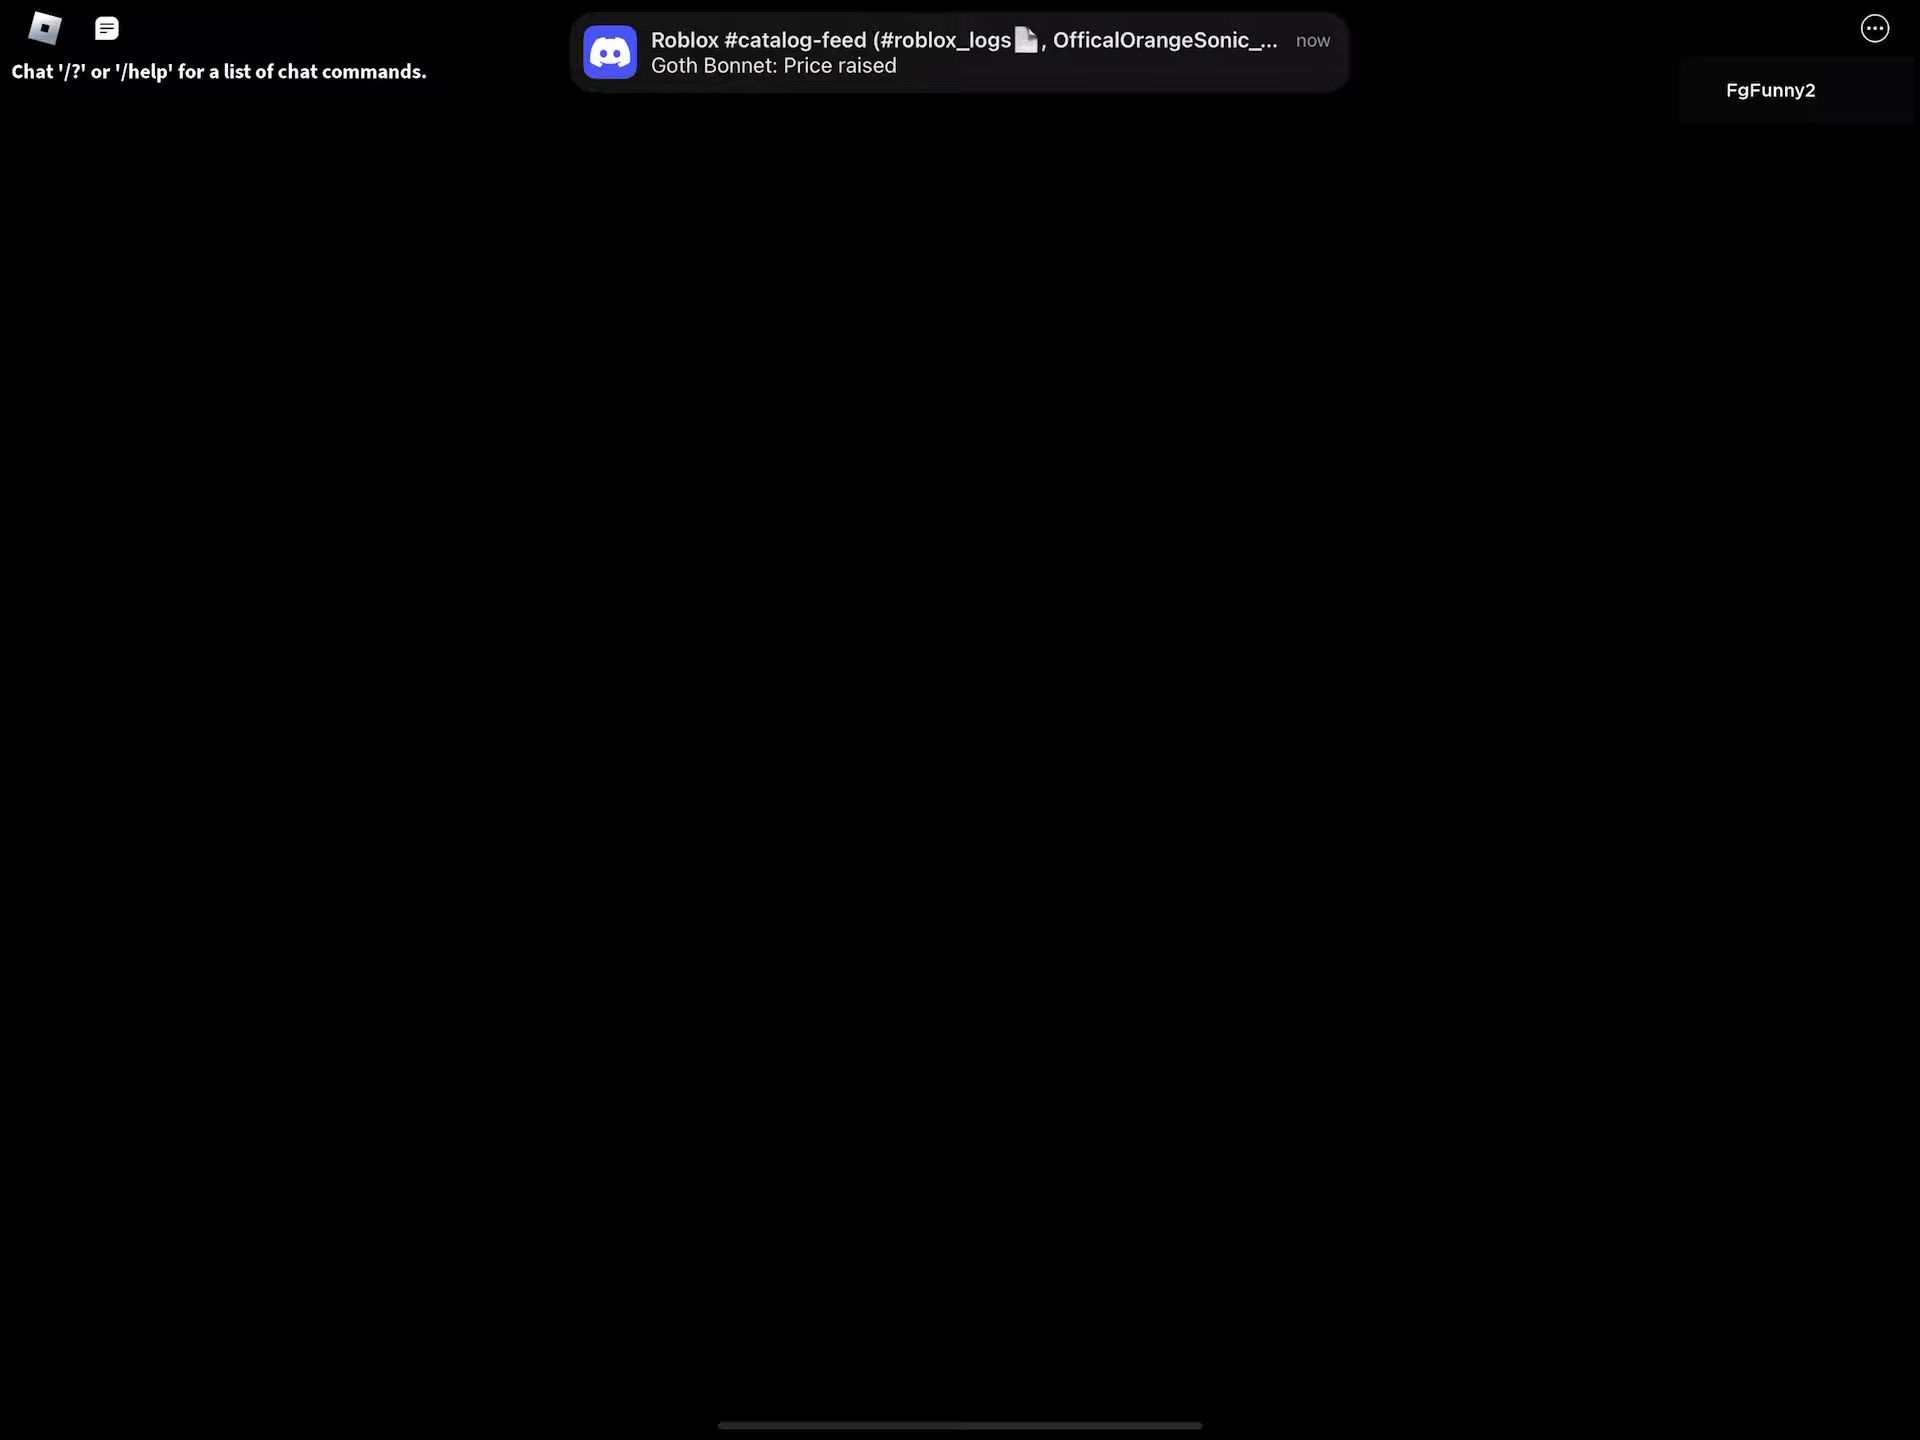 Roblox #catalog-feed (#roblox_logs📄, OfficalOrangeSonic_... now
Goth Bonnet: Price raised
Chat '/?' or '/help' for a list of chat commands.
FgFunny2